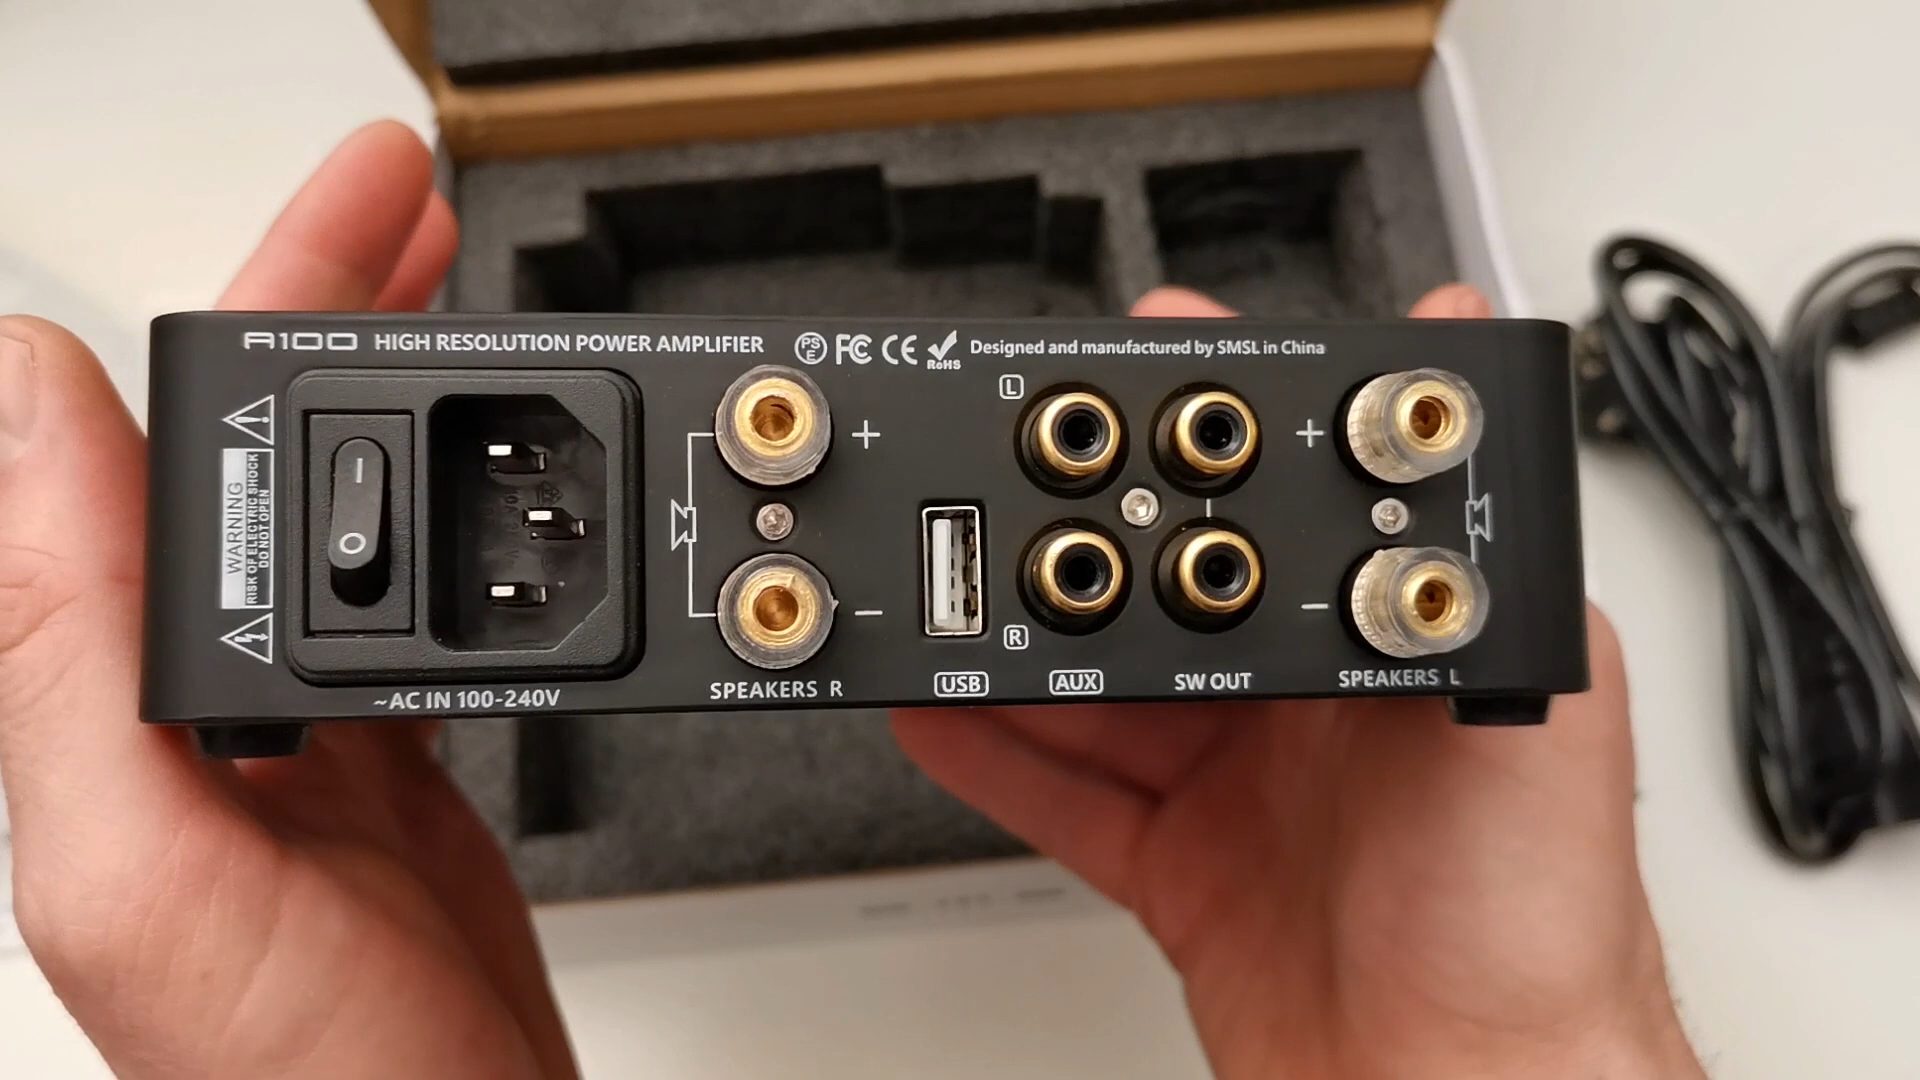 A100 HIGH RESOLUTION POWER AMPLIFIER PS E FC CE RoHS Designed and manufactured by SMSL in China
WARNING
RISK OF ELECTRIC SHOCK
DO NOT OPEN
I
O
~AC IN 100-240V
+
-
SPEAKERS R
USB
L
R
AUX
SW OUT
+
-
SPEAKERS L